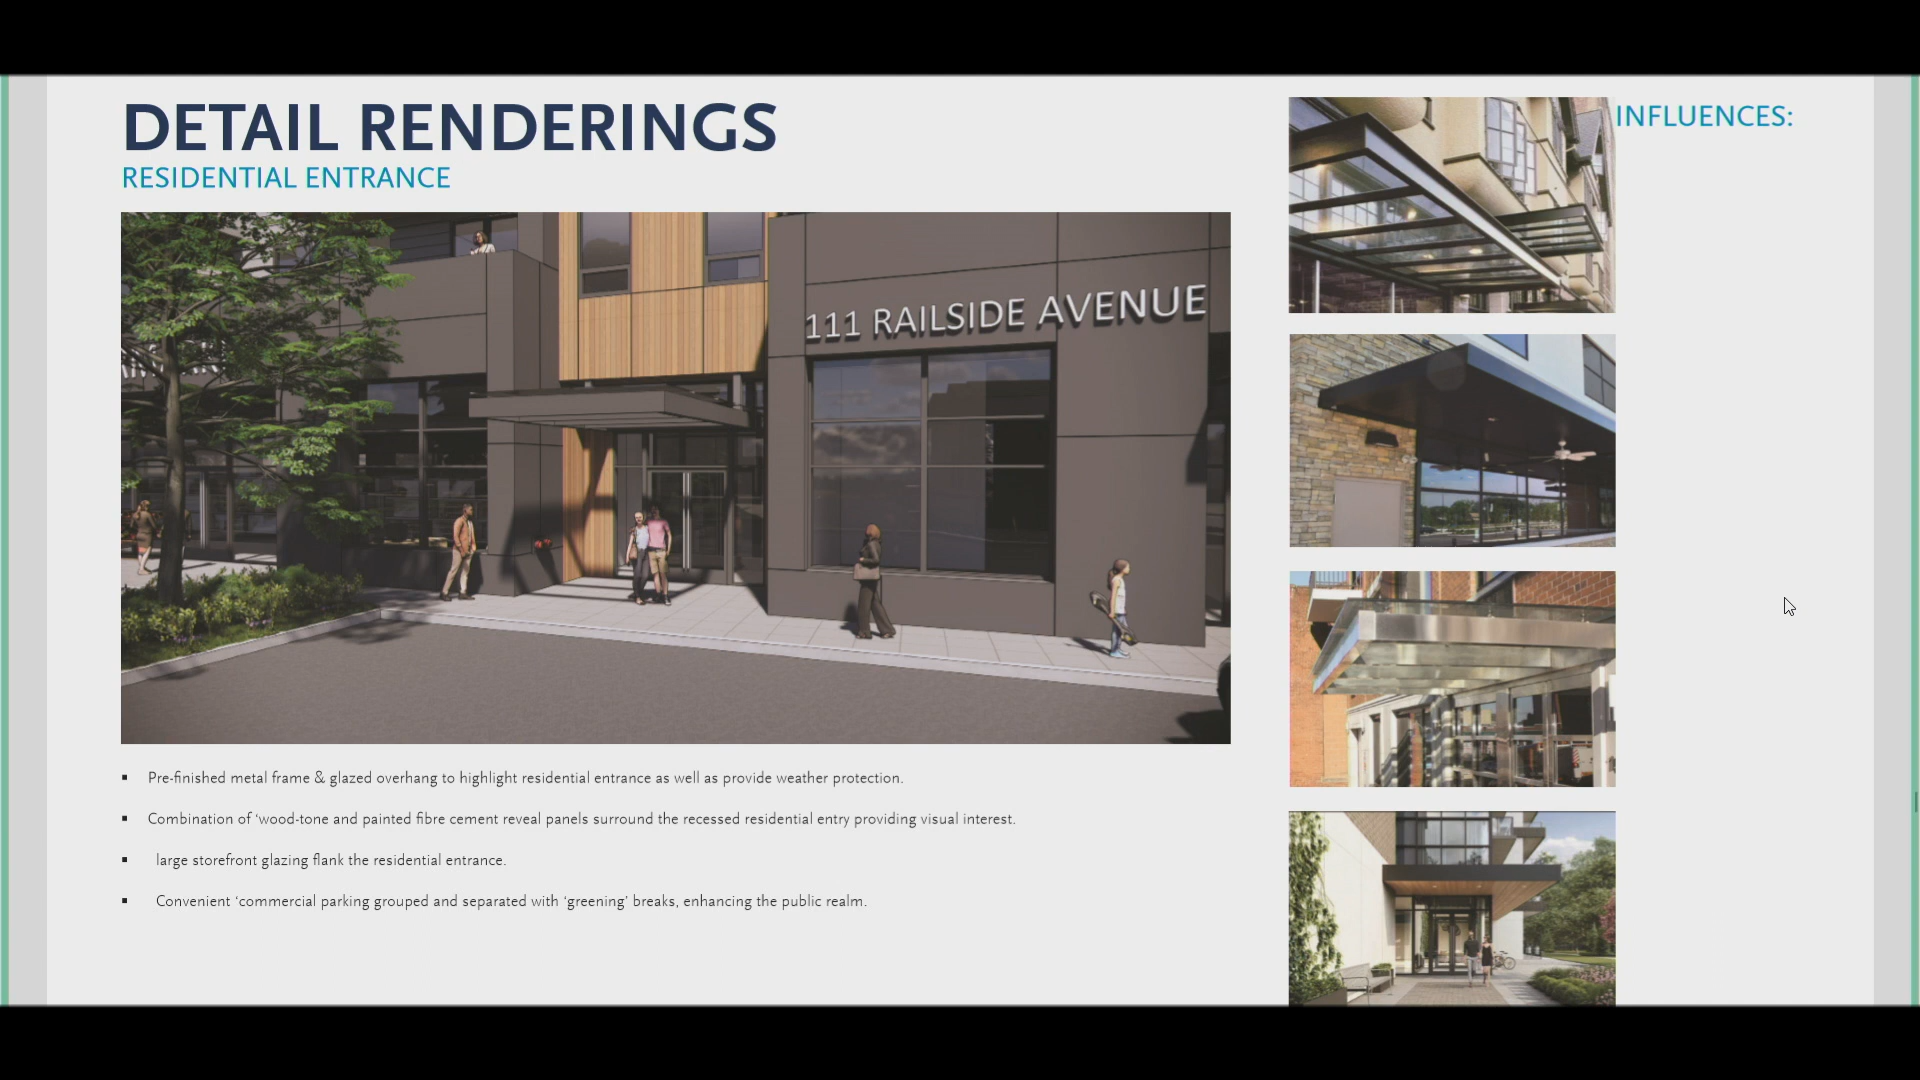 DETAIL RENDERINGS
RESIDENTIAL ENTRANCE
INFLUENCES:
111 RAILSIDE AVENUE
▪ Pre-finished metal frame & glazed overhang to highlight residential entrance as well as provide weather protection.
▪ Combination of ‘wood-tone and painted fibre cement reveal panels surround the recessed residential entry providing visual interest.
▪ large storefront glazing flank the residential entrance.
▪ Convenient ‘commercial parking grouped and separated with ‘greening’ breaks, enhancing the public realm.